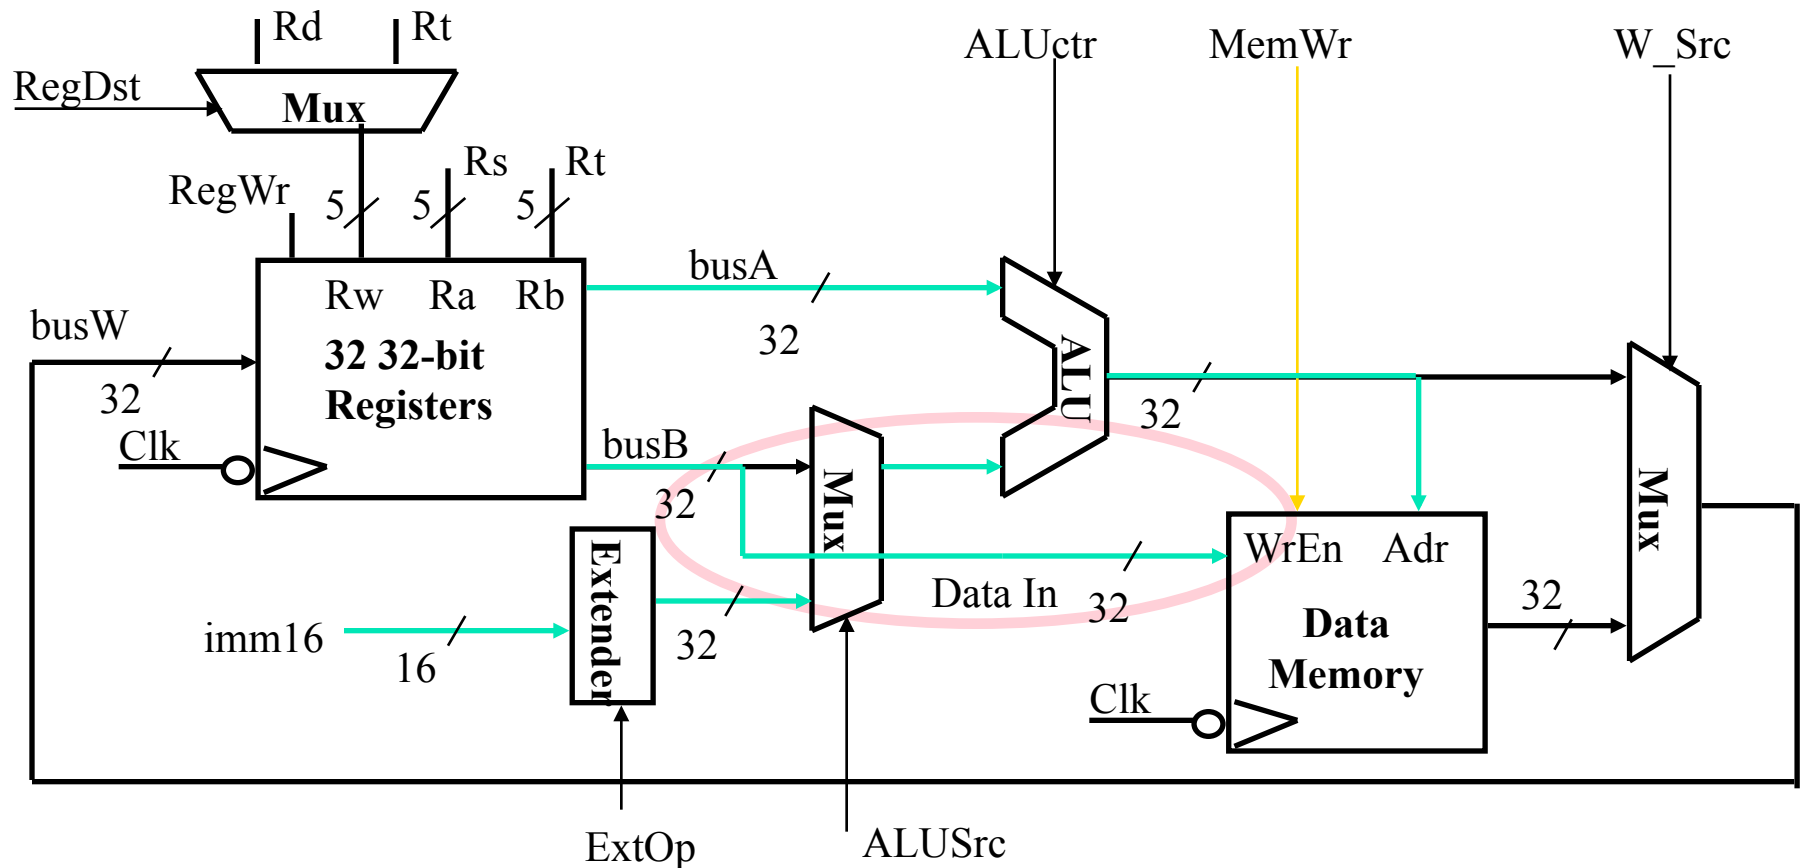 Rd
Rt
ALUctr
MemWr
W_Src
RegDst
Mux
Rs
Rt
RegWr
5
5
5
busA
Rw
Ra
Rb
busW
32
32 32-bit
Registers
ALU
32
32
Clk
busB
32
Mux
Mux
Extender
WrEn
Adr
Data In
32
32
imm16
16
32
Data
Memory
Clk
ExtOp
ALUSrc